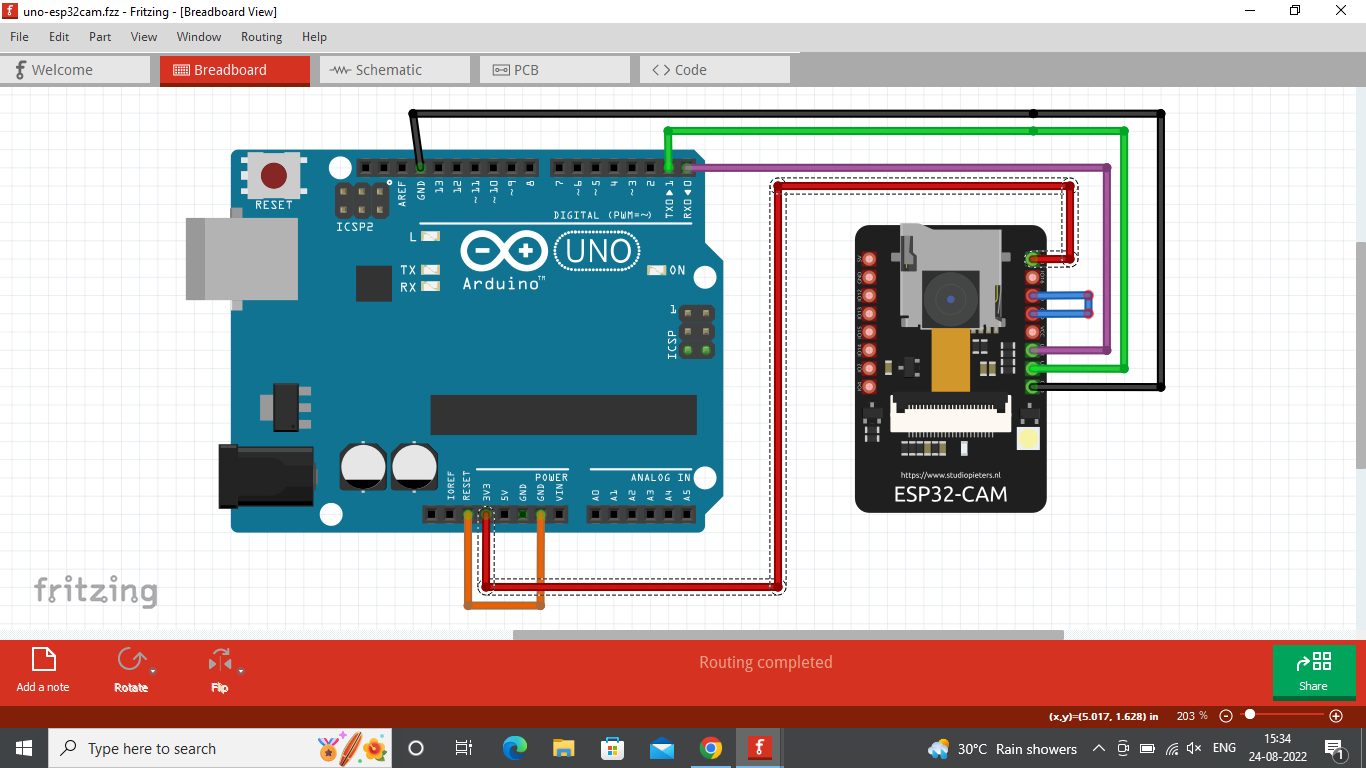 uno-esp32cam.fzz - Fritzing - [Breadboard View]
File Edit Part View Window Routing Help
Welcome
Breadboard
Schematic
PCB
Code
RESET
ICSP2
AREF
GND
13
12
~11
~10
~9
8
7
~6
~5
4
~3
2
TX0▶1
RX0◀0
DIGITAL (PWM=~)
L
TX
RX
UNO
Arduino™
ON
1
ICSP
IOREF
RESET
3V3
5V
GND
GND
VIN
POWER
ANALOG IN
A0
A1
A2
A3
A4
A5
https://www.studiopieters.nl
ESP32-CAM
fritzing
Add a note
Rotate
Flip
Routing completed
Share
(x,y)=(5.017, 1.628) in 203 %
Type here to search
30°C Rain showers
ENG
15:34
24-08-2022
1